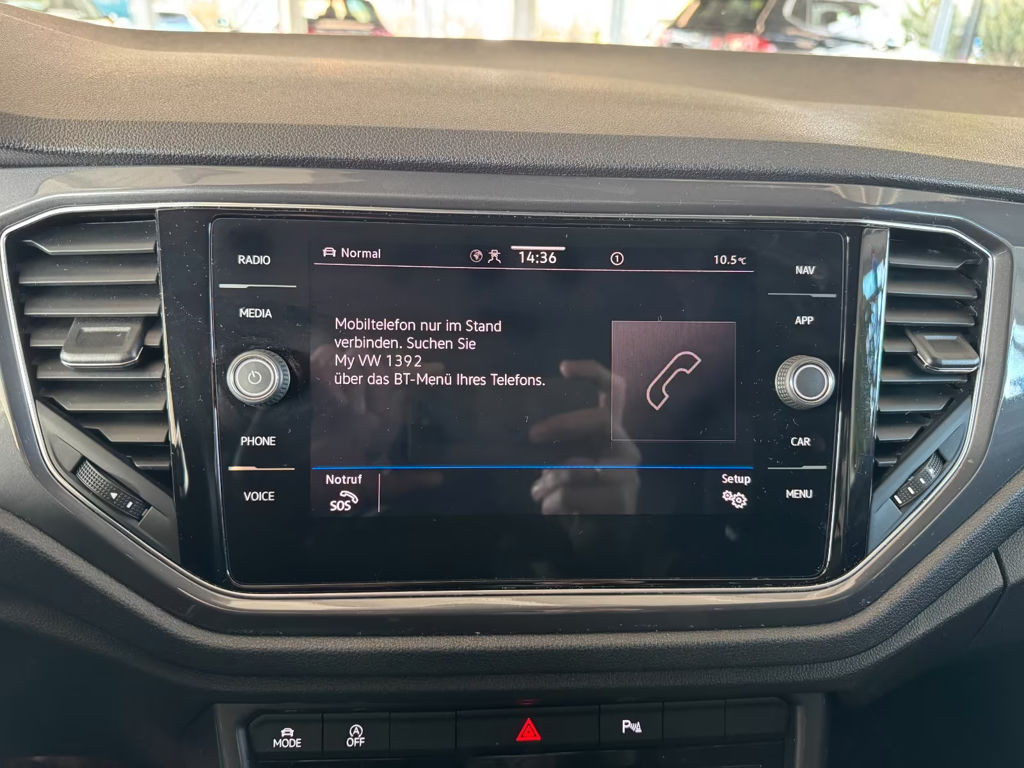 RADIO
MEDIA
PHONE
VOICE
Normal
14:36
1
10.5°C
Mobiltelefon nur im Stand
verbinden. Suchen Sie
My VW 1392
über das BT-Menü Ihres Telefons.
Notruf
SOS
Setup
NAV
APP
CAR
MENU
MODE
A
OFF
P